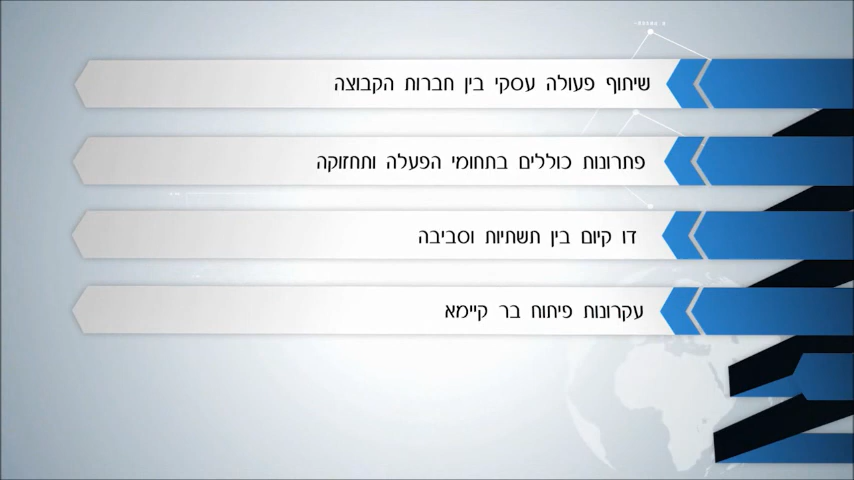 שיתוף פעולה עסקי בין חברות הקבוצה
פתרונות כוללים בתחומי הפעלה ותחזוקה
דו קיום בין תשתיות וסביבה
עקרונות פיתוח בר קיימא